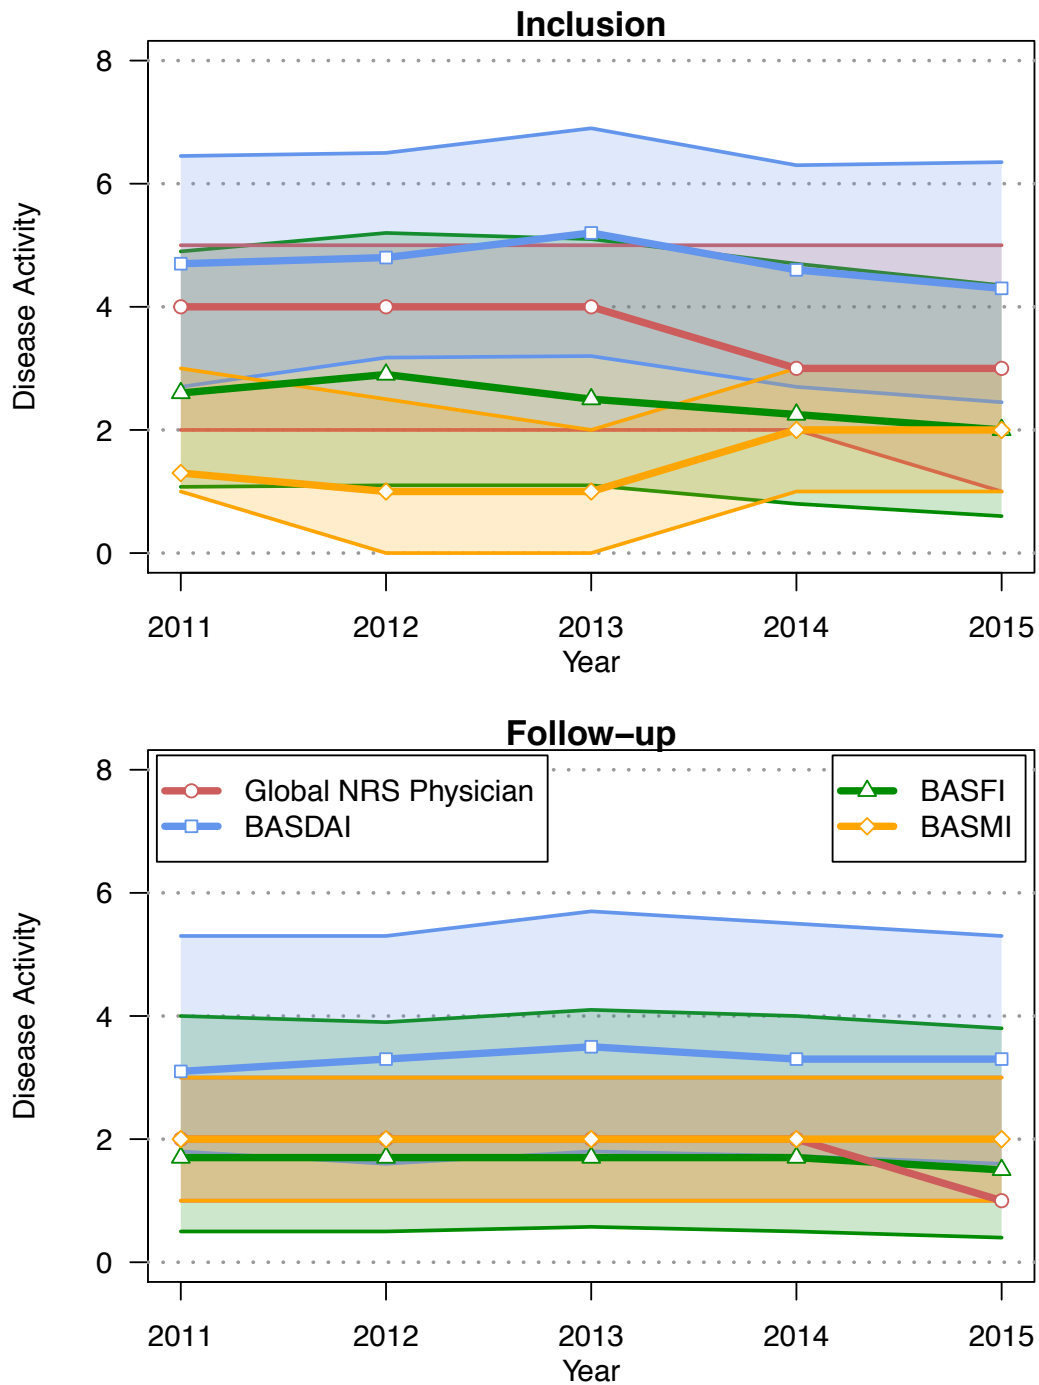 Inclusion
8
6
4
2
0
Disease Activity
2011 2012 2013 2014 2015
Year
Follow−up
Global NRS Physician
BASDAI
BASFI
BASMI
8
6
4
2
0
Disease Activity
2011 2012 2013 2014 2015
Year